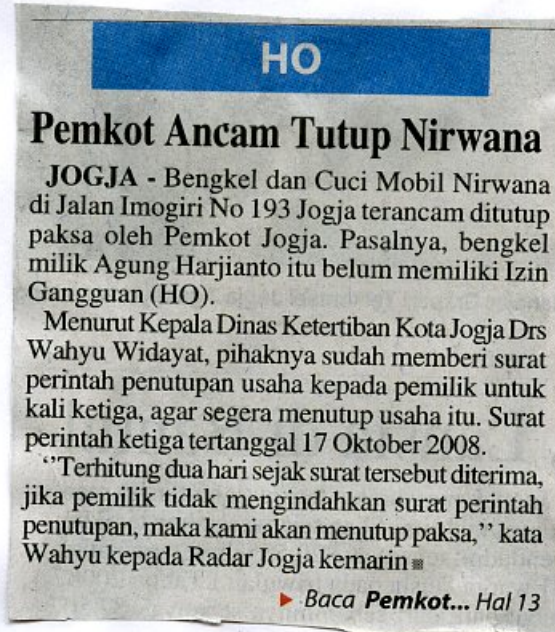 HO
Pemkot Ancam Tutup Nirwana
JOGJA - Bengkel dan Cuci Mobil Nirwana
di Jalan Imogiri No 193 Jogja terancam ditutup
paksa oleh Pemkot Jogja. Pasalnya, bengkel
milik Agung Harjianto itu belum memiliki Izin
Gangguan (HO).
Menurut Kepala Dinas Ketertiban Kota Jogja Drs
Wahyu Widayat, pihaknya sudah memberi surat
perintah penutupan usaha kepada pemilik untuk
kali ketiga, agar segera menutup usaha itu. Surat
perintah ketiga tertanggal 17 Oktober 2008.
‘’Terhitung dua hari sejak surat tersebut diterima,
jika pemilik tidak mengindahkan surat perintah
penutupan, maka kami akan menutup paksa,’’ kata
Wahyu kepada Radar Jogja kemarin
Baca Pemkot... Hal 13